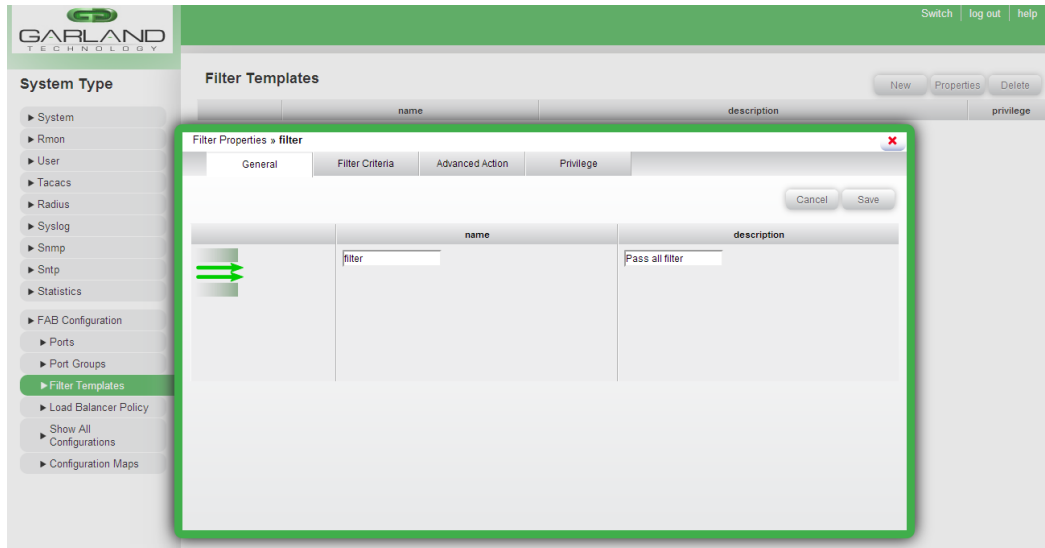 GARLAND
TECHNOLOGY
Switch log out help
System Type
► System
► Rmon
► User
► Tacacs
► Radius
► Syslog
► Snmp
► Sntp
► Statistics
► FAB Configuration
► Ports
► Port Groups
► Filter Templates
► Load Balancer Policy
► Show All
Configurations
► Configuration Maps
Filter Templates
New Properties Delete
name description privilege
Filter Properties » filter
General Filter Criteria Advanced Action Privilege
Cancel Save
name description
filter Pass all filter